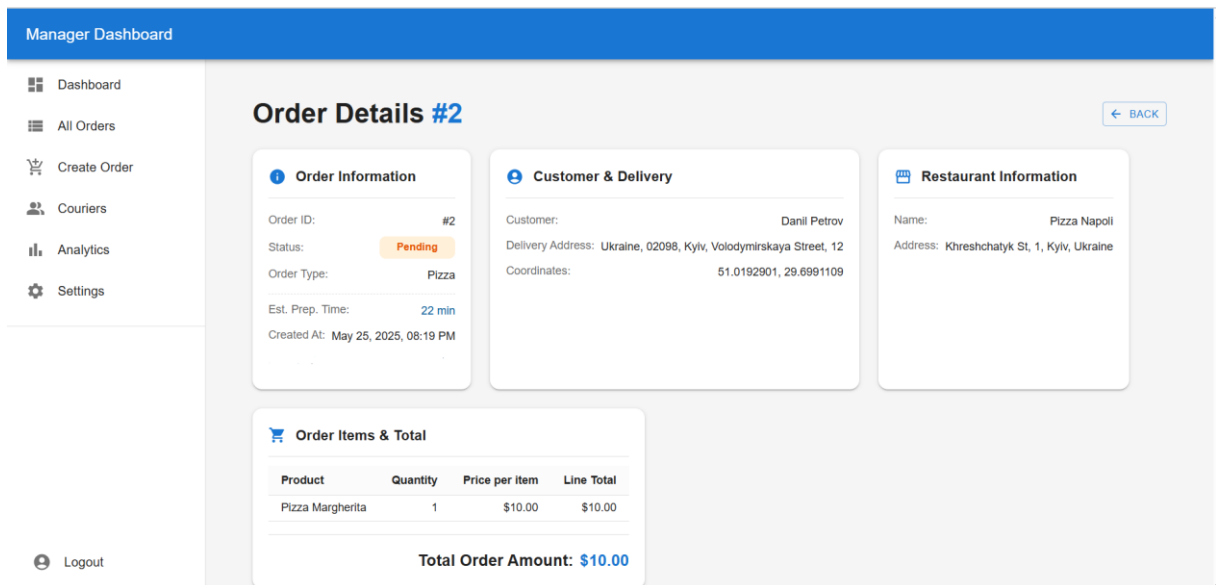 Manager Dashboard
Dashboard
All Orders
Create Order
Couriers
Analytics
Settings
Logout
Order Details #2
BACK
Order Information
Order ID: #2
Status: Pending
Order Type: Pizza
Est. Prep. Time: 22 min
Created At: May 25, 2025, 08:19 PM
Customer & Delivery
Customer: Danil Petrov
Delivery Address: Ukraine, 02098, Kyiv, Volodymirskaya Street, 12
Coordinates: 51.0192901, 29.6991109
Restaurant Information
Name: Pizza Napoli
Address: Khreshchatyk St, 1, Kyiv, Ukraine
Order Items & Total
Product Quantity Price per item Line Total
Pizza Margherita 1 $10.00 $10.00
Total Order Amount: $10.00